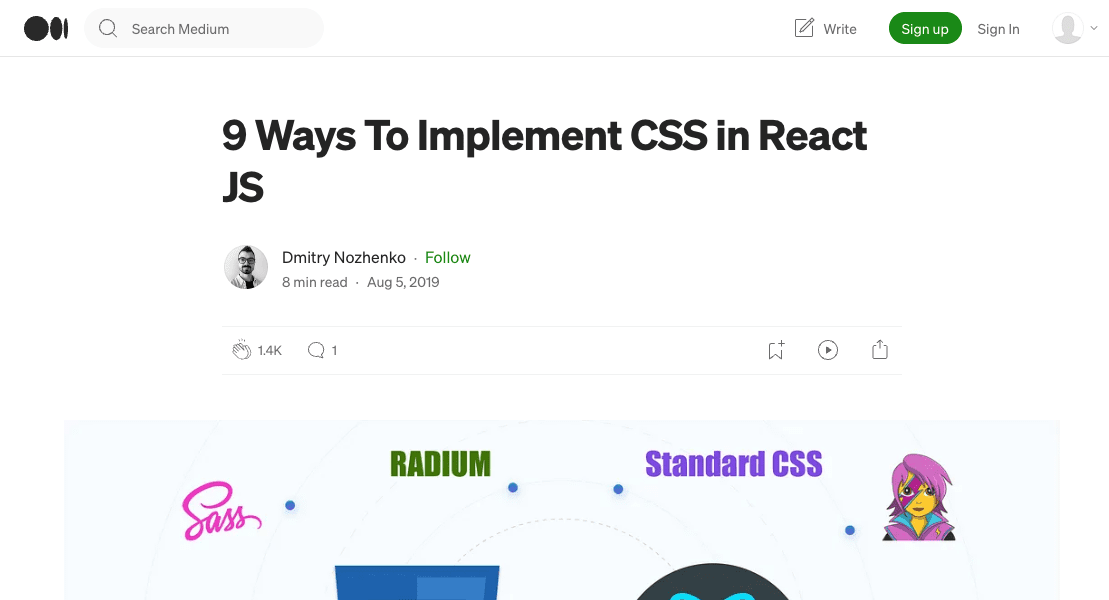 Search Medium
Write
Sign up
Sign In
9 Ways To Implement CSS in React
JS
Dmitry Nozhenko · Follow
8 min read · Aug 5, 2019
1.4K
1
RADIUM
Standard CSS
Sass